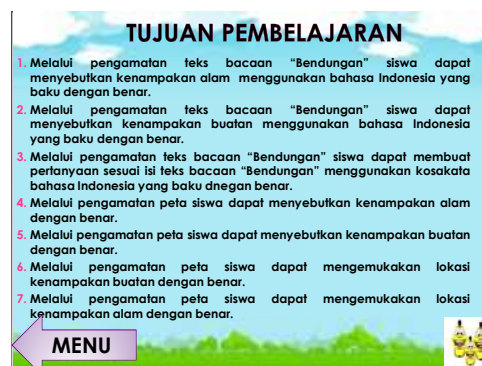 TUJUAN PEMBELAJARAN
1. Melalui pengamatan teks bacaan “Bendungan” siswa dapat
menyebutkan kenampakan alam menggunakan bahasa Indonesia yang
baku dengan benar.
2. Melalui pengamatan teks bacaan “Bendungan” siswa dapat
menyebutkan kenampakan buatan menggunakan bahasa Indonesia
yang baku dengan benar.
3. Melalui pengamatan teks bacaan “Bendungan” siswa dapat membuat
pertanyaan sesuai isi teks bacaan “Bendungan” menggunakan kosakata
bahasa Indonesia yang baku dnegan benar.
4. Melalui pengamatan peta siswa dapat menyebutkan kenampakan alam
dengan benar.
5. Melalui pengamatan peta siswa dapat menyebutkan kenampakan buatan
dengan benar.
6. Melalui pengamatan peta siswa dapat mengemukakan lokasi
kenampakan buatan dengan benar.
7. Melalui pengamatan peta siswa dapat mengemukakan lokasi
kenampakan alam dengan benar.
MENU